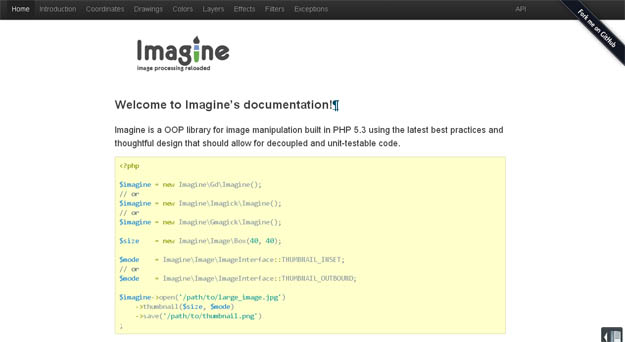 Home Introduction Coordinates Drawings Colors Layers Effects Filters Exceptions API
Fork me on GitHub
Imagine
image processing reloaded
Welcome to Imagine's documentation!¶
Imagine is a OOP library for image manipulation built in PHP 5.3 using the latest best practices and
thoughtful design that should allow for decoupled and unit-testable code.
<?php
$imagine = new Imagine\Gd\Imagine();
// or
$imagine = new Imagine\Imagick\Imagine();
// or
$imagine = new Imagine\Gmagick\Imagine();
$size    = new Imagine\Image\Box(40, 40);
$mode    = Imagine\Image\ImageInterface::THUMBNAIL_INSET;
// or
$mode    = Imagine\Image\ImageInterface::THUMBNAIL_OUTBOUND;
$imagine->open('/path/to/large_image.jpg')
    ->thumbnail($size, $mode)
    ->save('/path/to/thumbnail.png')
;